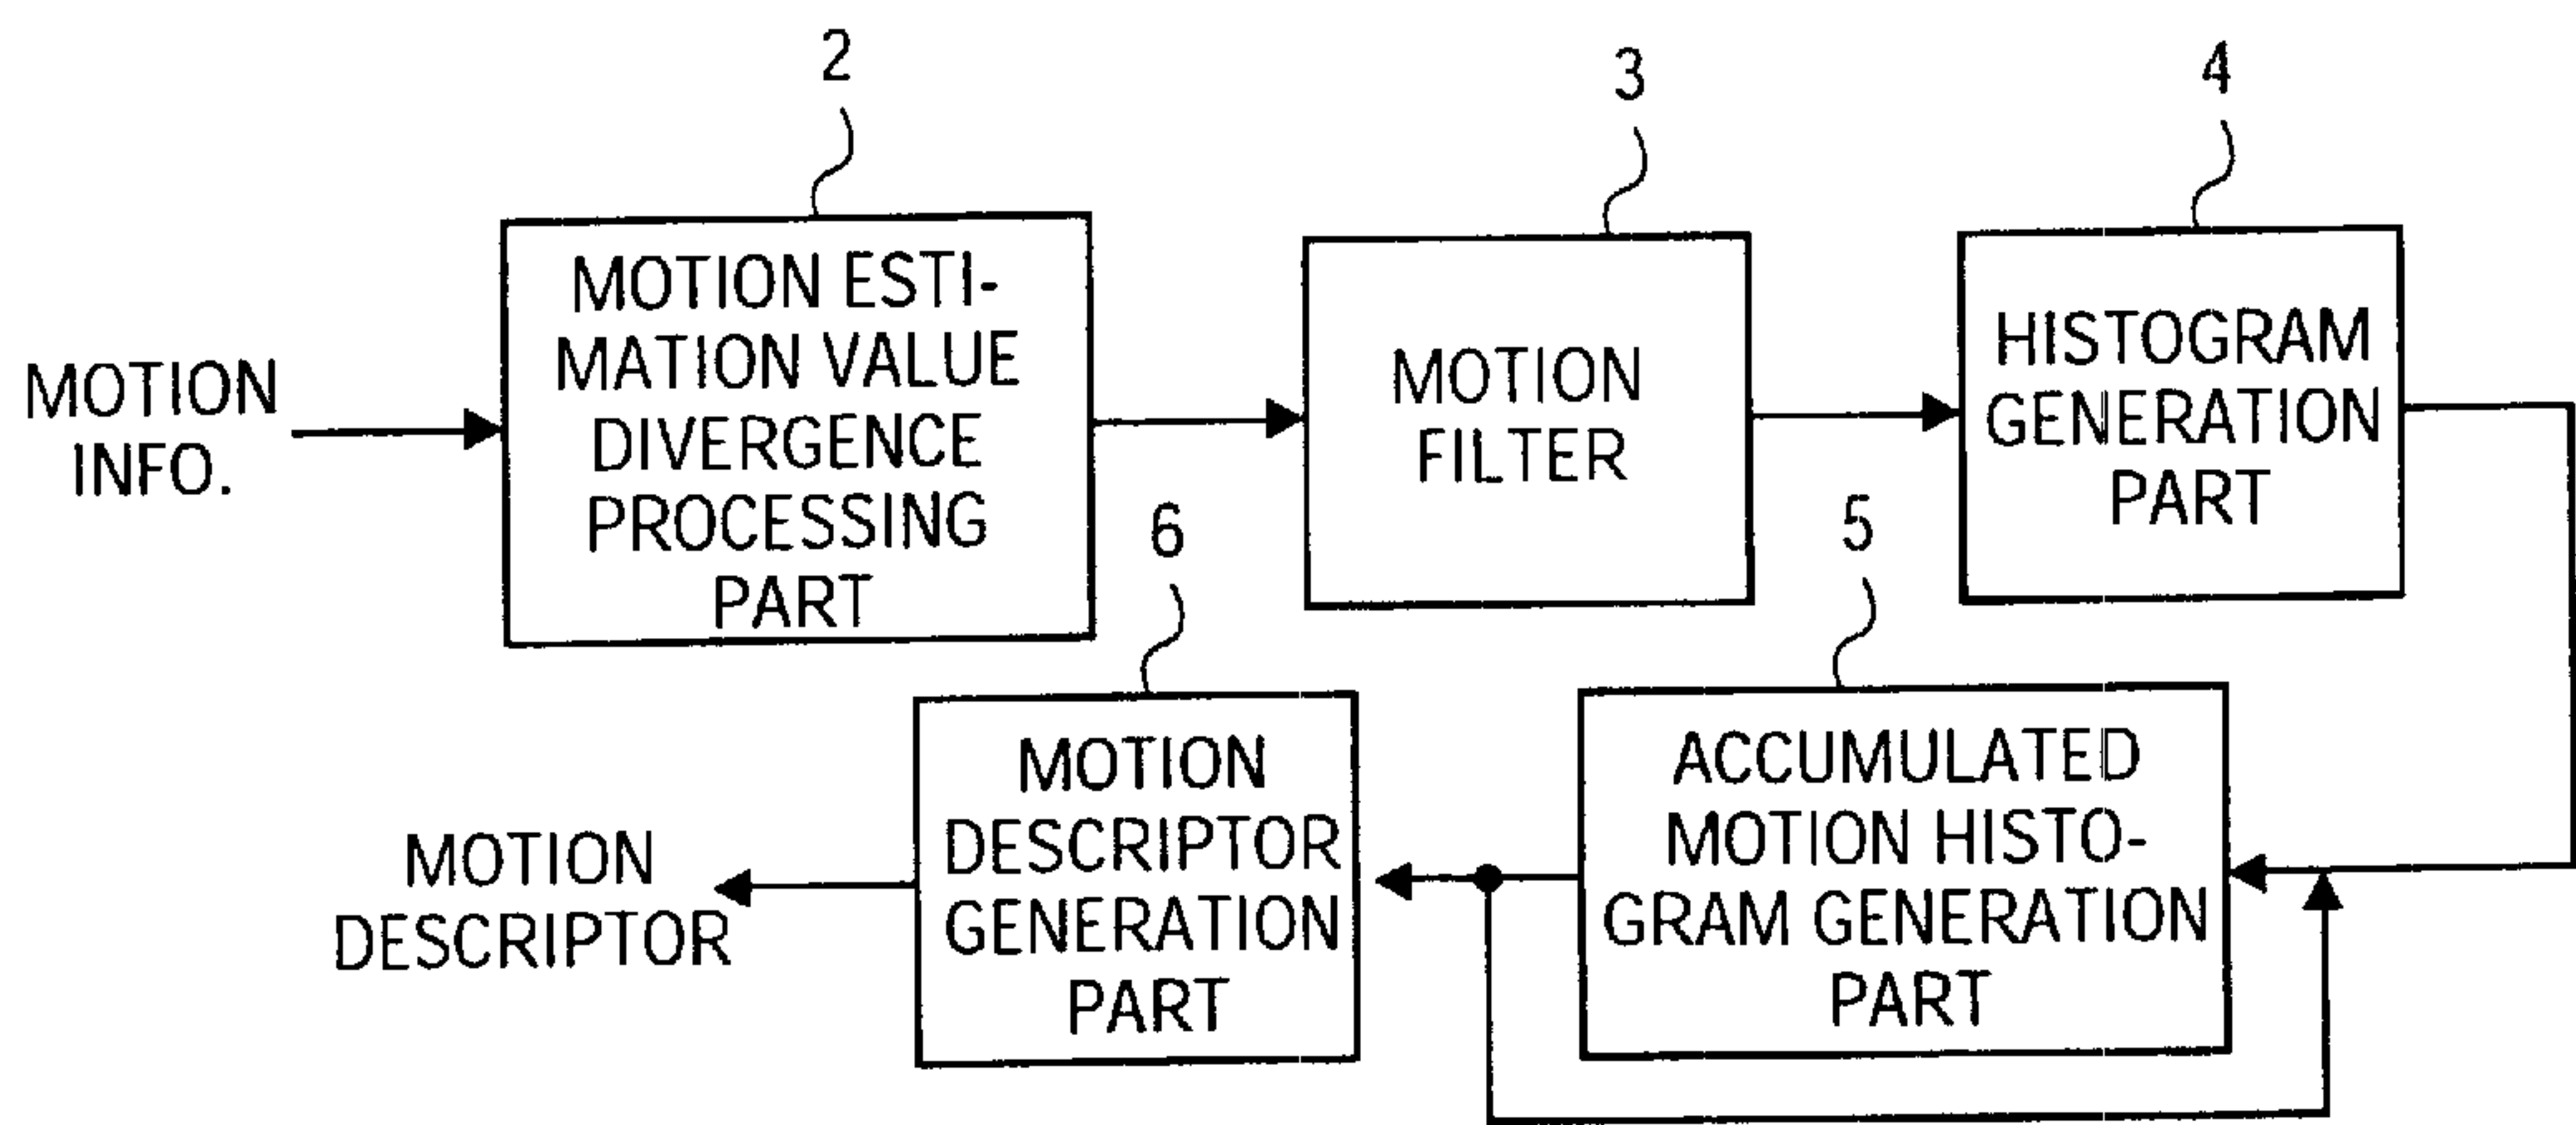 2
3
4
MOTION
INFO.
MOTION ESTI-
MATION VALUE
DIVERGENCE
PROCESSING
PART
MOTION
FILTER
HISTOGRAM
GENERATION
PART
5
6
ACCUMULATED
MOTION HISTO-
GRAM GENERATION
PART
MOTION
DESCRIPTOR
GENERATION
PART
MOTION
DESCRIPTOR